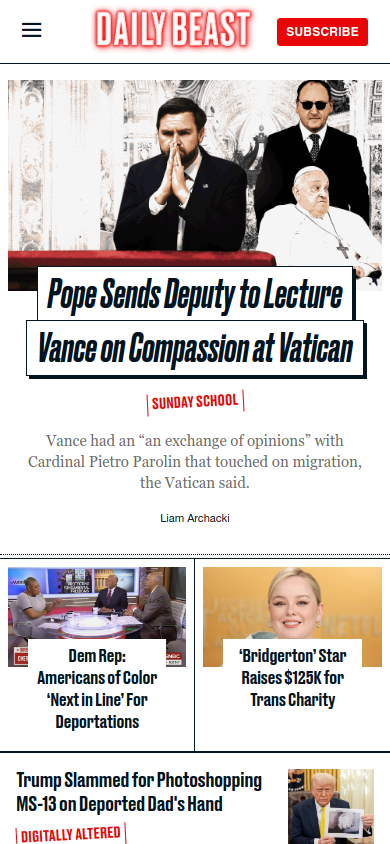 DAILY BEAST
SUBSCRIBE
Pope Sends Deputy to Lecture
Vance on Compassion at Vatican
SUNDAY SCHOOL
Vance had an “an exchange of opinions” with
Cardinal Pietro Parolin that touched on migration,
the Vatican said.
Liam Archacki
Dem Rep:
Americans of Color
‘Next in Line’ For
Deportations
‘Bridgerton’ Star
Raises $125K for
Trans Charity
Trump Slammed for Photoshopping
MS-13 on Deported Dad's Hand
DIGITALLY ALTERED